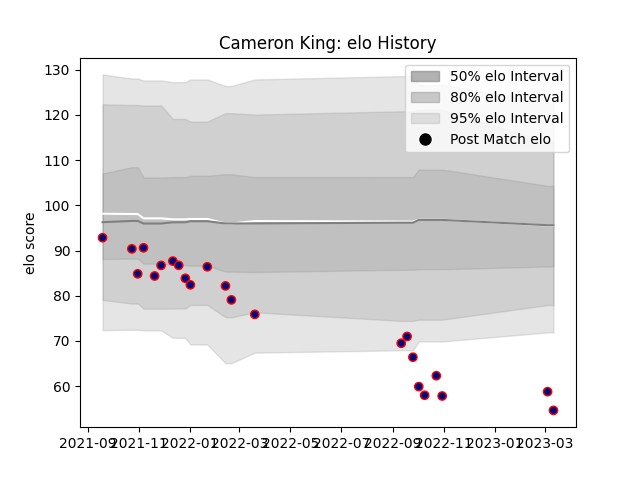 Cameron King: elo History
50% elo Interval
80% elo Interval
95% elo Interval
Post Match elo
elo score
130
120
110
100
90
80
70
60
2021-09 2021-11 2022-01 2022-03 2022-05 2022-07 2022-09 2022-11 2023-01 2023-03